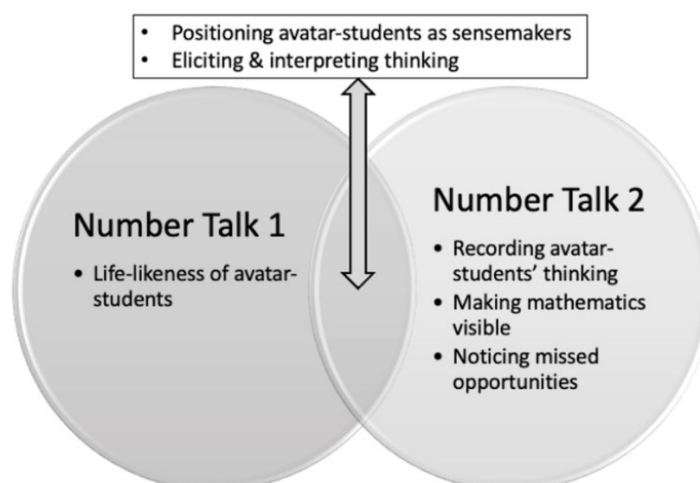 • Positioning avatar-students as sensemakers
• Eliciting & interpreting thinking
Number Talk 1
• Life-likeness of avatar-
students
Number Talk 2
• Recording avatar-
students’ thinking
• Making mathematics
visible
• Noticing missed
opportunities